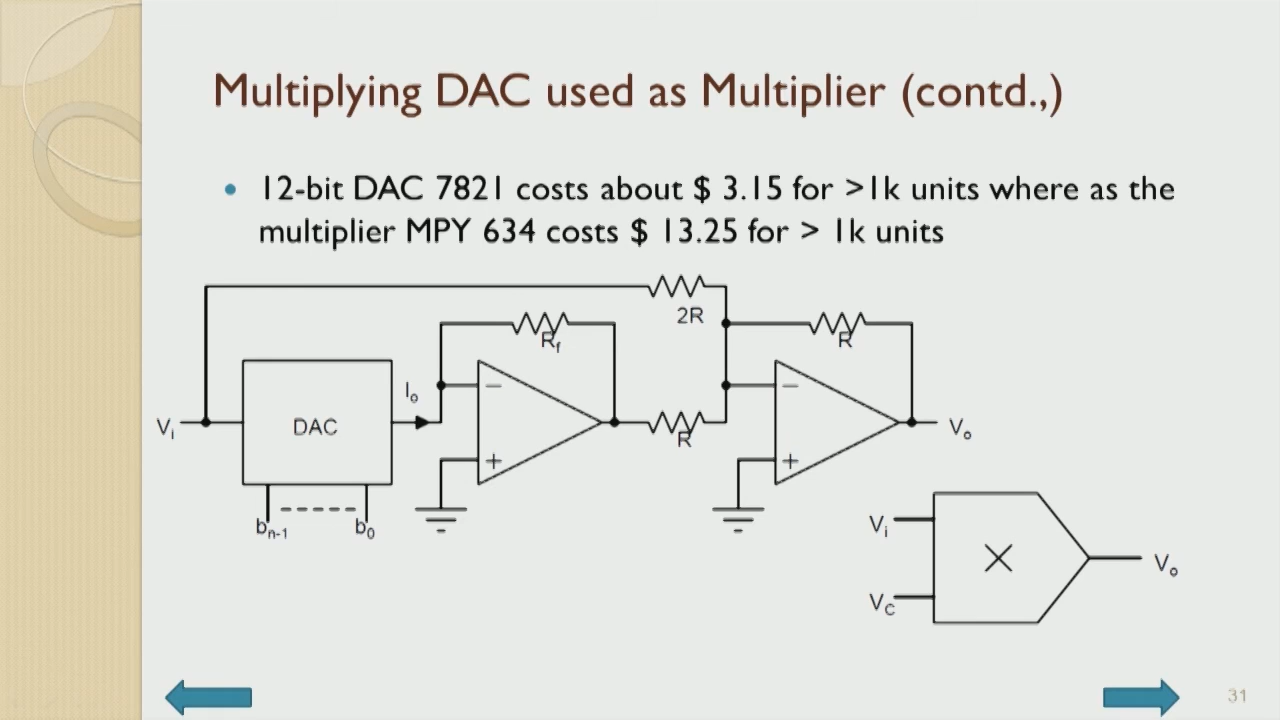 Multiplying DAC used as Multiplier (contd.,)
• 12-bit DAC 7821 costs about $ 3.15 for >1k units where as the
multiplier MPY 634 costs $ 13.25 for > 1k units
2R
Rf
R
Io
Vi
DAC
R
Vo
bn-1
b0
Vi
Vo
Vc
31